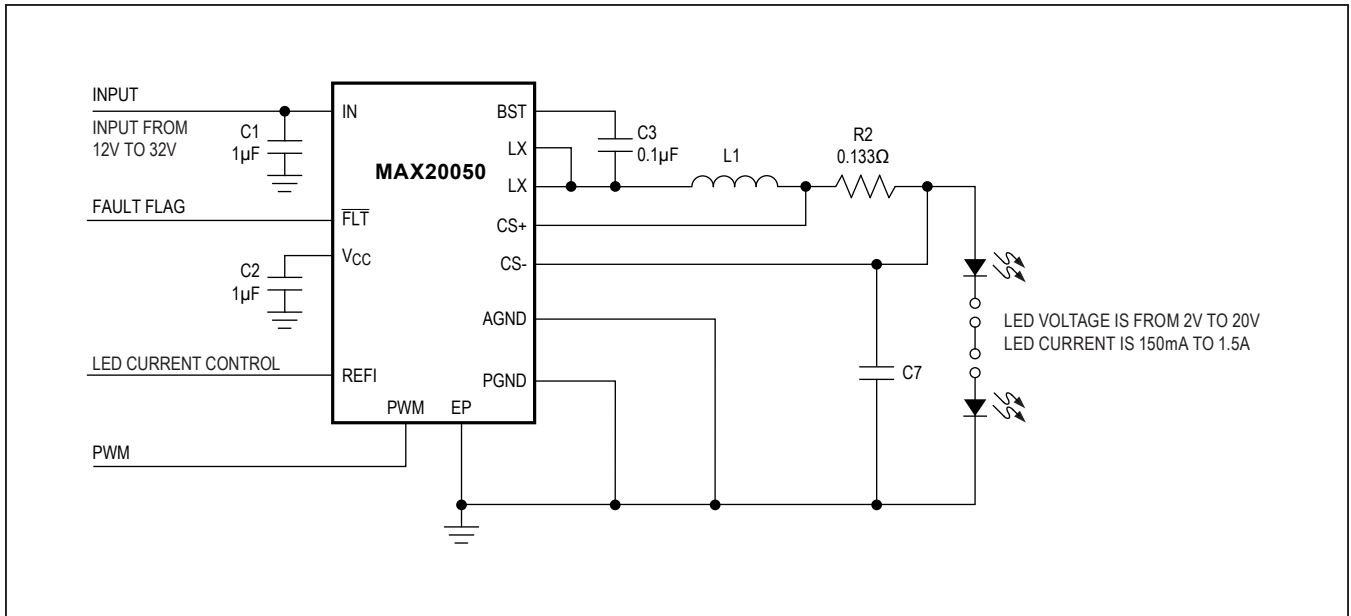 INPUT
INPUT FROM
12V TO 32V
C1
1µF
FAULT FLAG
C2
1µF
LED CURRENT CONTROL
PWM
IN
FLT
VCC
REFI
PWM
EP
MAX20050
BST
LX
LX
CS+
CS-
AGND
PGND
C3
0.1µF
L1
R2
0.133Ω
C7
LED VOLTAGE IS FROM 2V TO 20V
LED CURRENT IS 150mA TO 1.5A